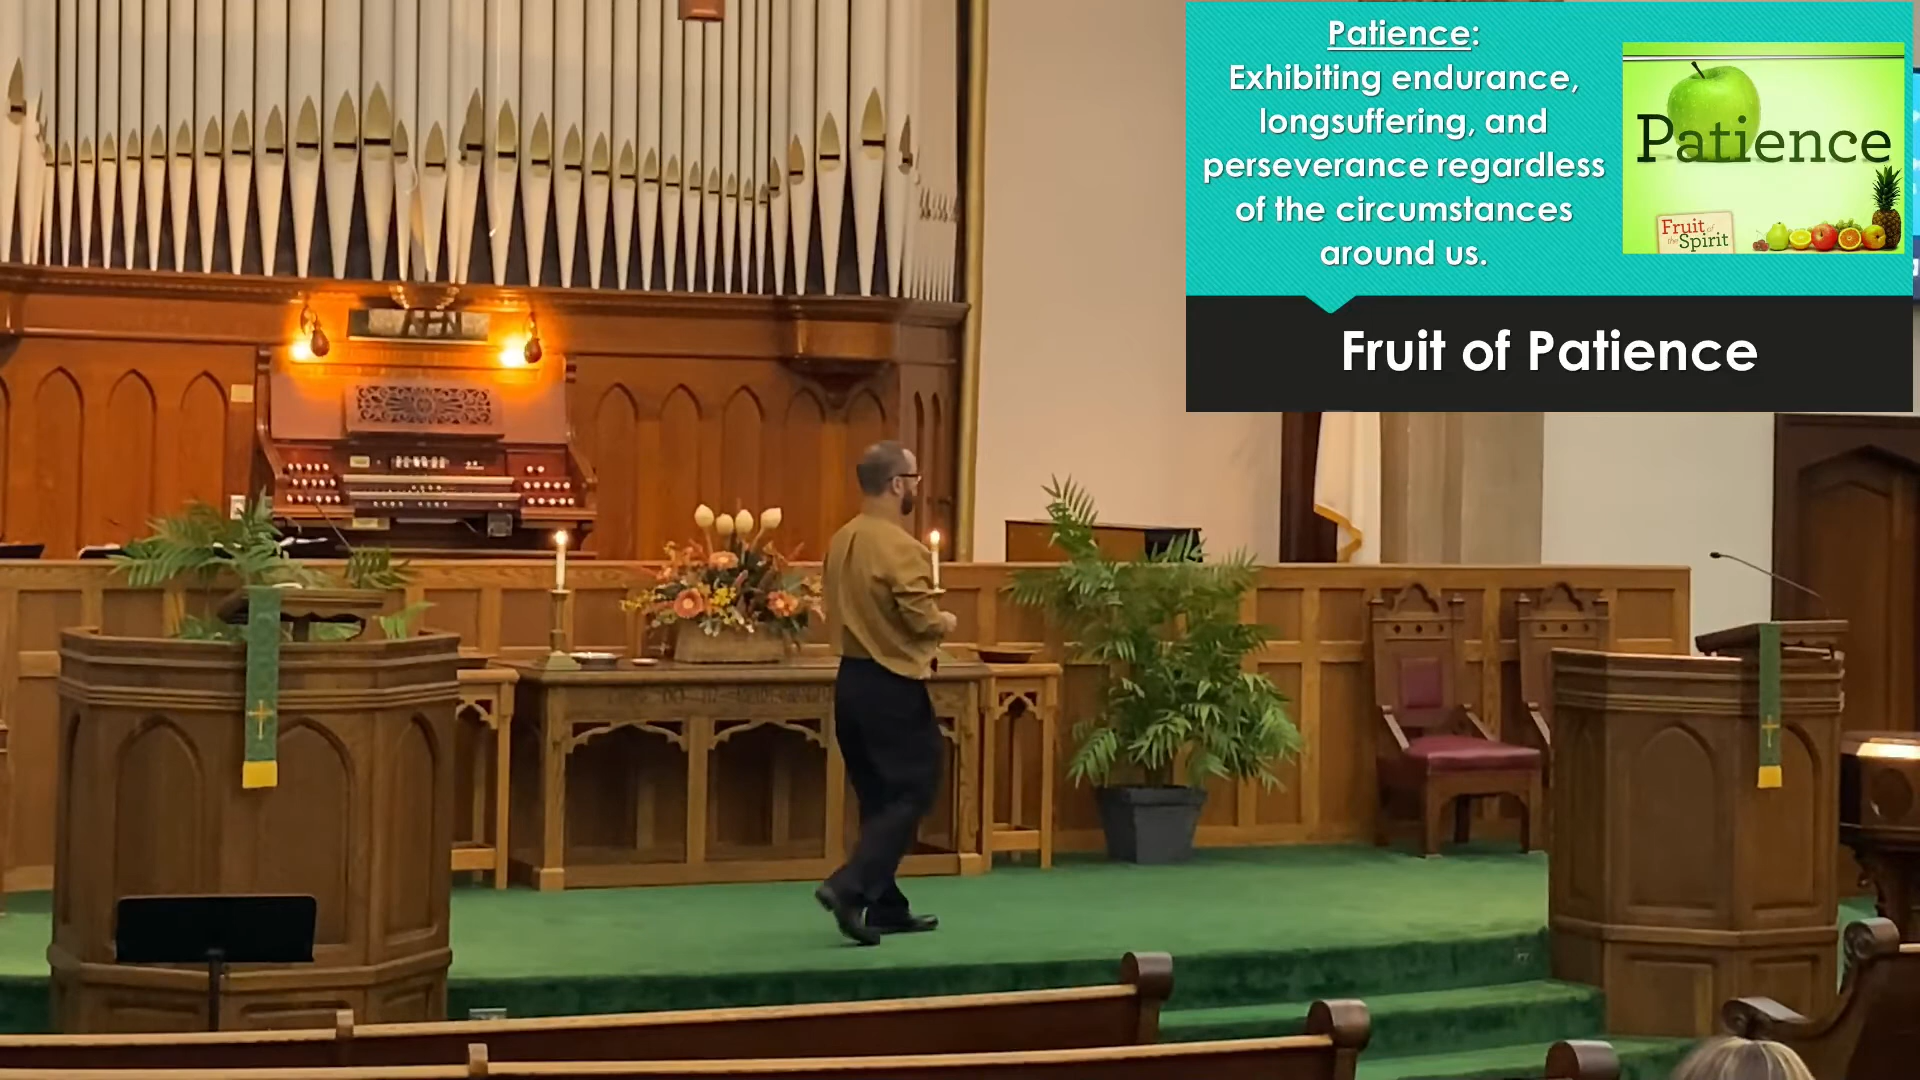 Patience:
Exhibiting endurance,
longsuffering, and
perseverance regardless
of the circumstances
around us.
Patience
Fruit of
the Spirit
Fruit of Patience